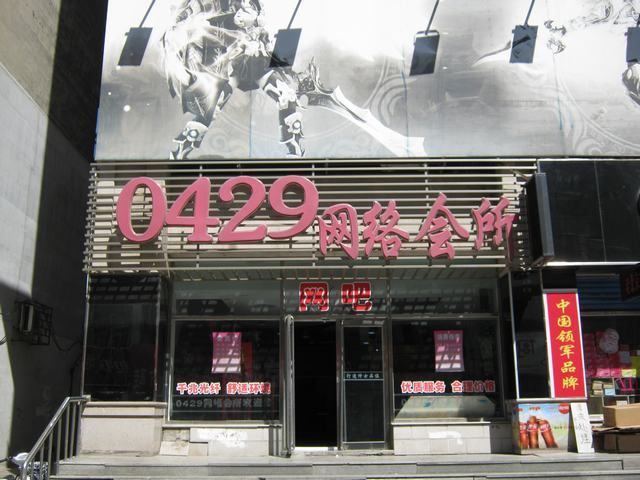 0429网络会所
网吧
千兆光纤 舒适环境
优质服务 合理价格
0429网吧会所欢迎
中国领军品牌